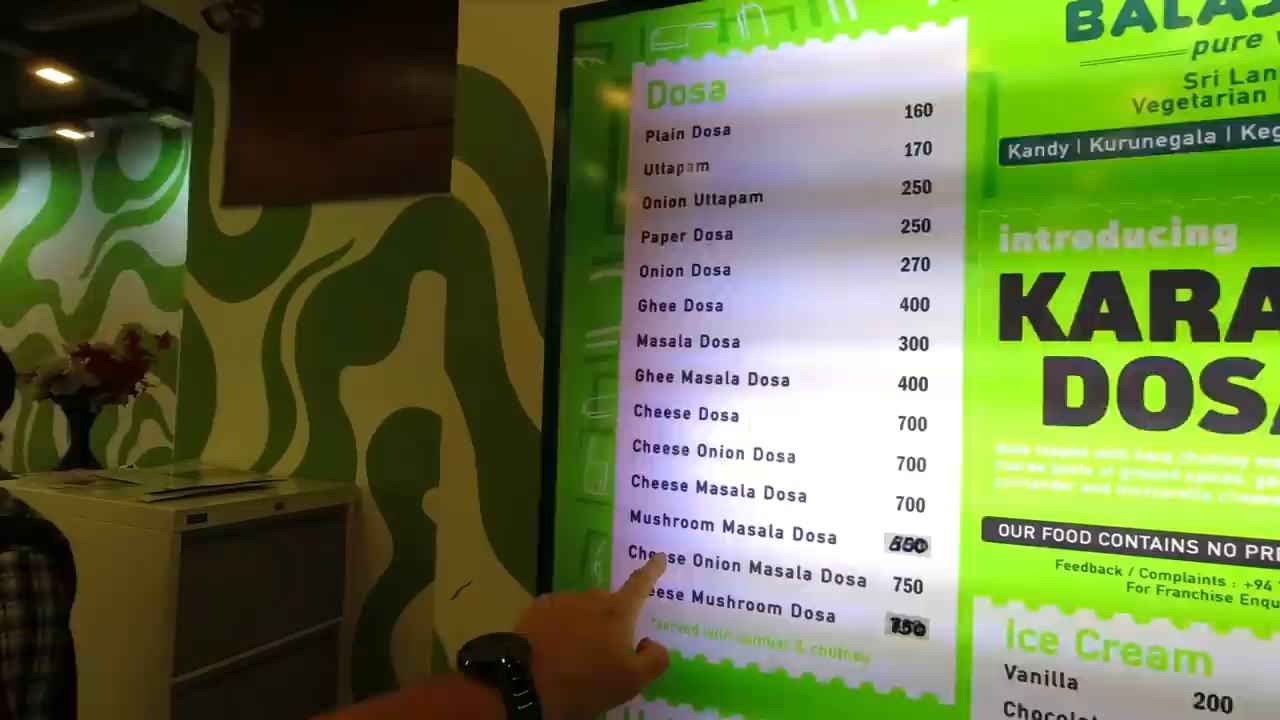 Dosa
Plain Dosa 160
Uttapam 170
Onion Uttapam 250
Paper Dosa 250
Onion Dosa 270
Ghee Dosa 400
Masala Dosa 300
Ghee Masala Dosa 400
Cheese Dosa 700
Cheese Onion Dosa 700
Cheese Masala Dosa 700
Mushroom Masala Dosa
Cheese Onion Masala Dosa 750
eese Mushroom Dosa
*served with sambar & chutney
BALAJ
pure
Sri Lan
Vegetarian
Kandy | Kurunegala | Keg
introducing
KARA
DOSA
OUR FOOD CONTAINS NO PRE
Feedback / Complaints : +94
For Franchise Enqu
Ice Cream
Vanilla 200
Chocolat